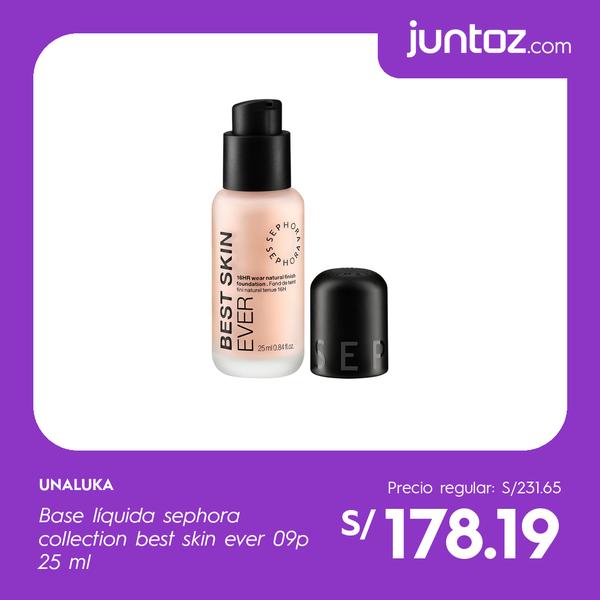 juntoz.com
BEST SKIN
EVER
SEPHORA
SEPHORA
16HR wear natural finish
foundation . Fond de teint
fini naturel tenue 16H
25 ml 0.84 fl.oz.
SEP
UNALUKA
Base líquida sephora
collection best skin ever 09p
25 ml
Precio regular: S/231.65
S/178.19